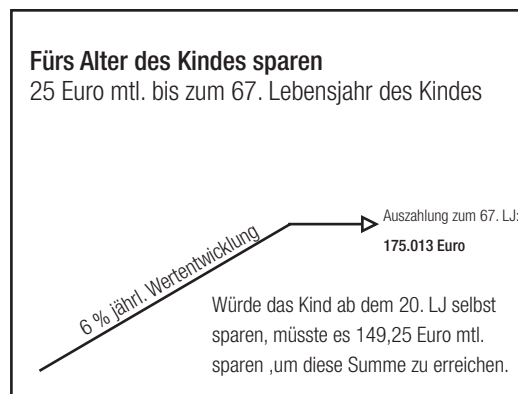 Fürs Alter des Kindes sparen
25 Euro mtl. bis zum 67. Lebensjahr des Kindes
Auszahlung zum 67. LJ:
175.013 Euro
6 % jährl. Wertentwicklung
Würde das Kind ab dem 20. LJ selbst
sparen, müsste es 149,25 Euro mtl.
sparen ,um diese Summe zu erreichen.